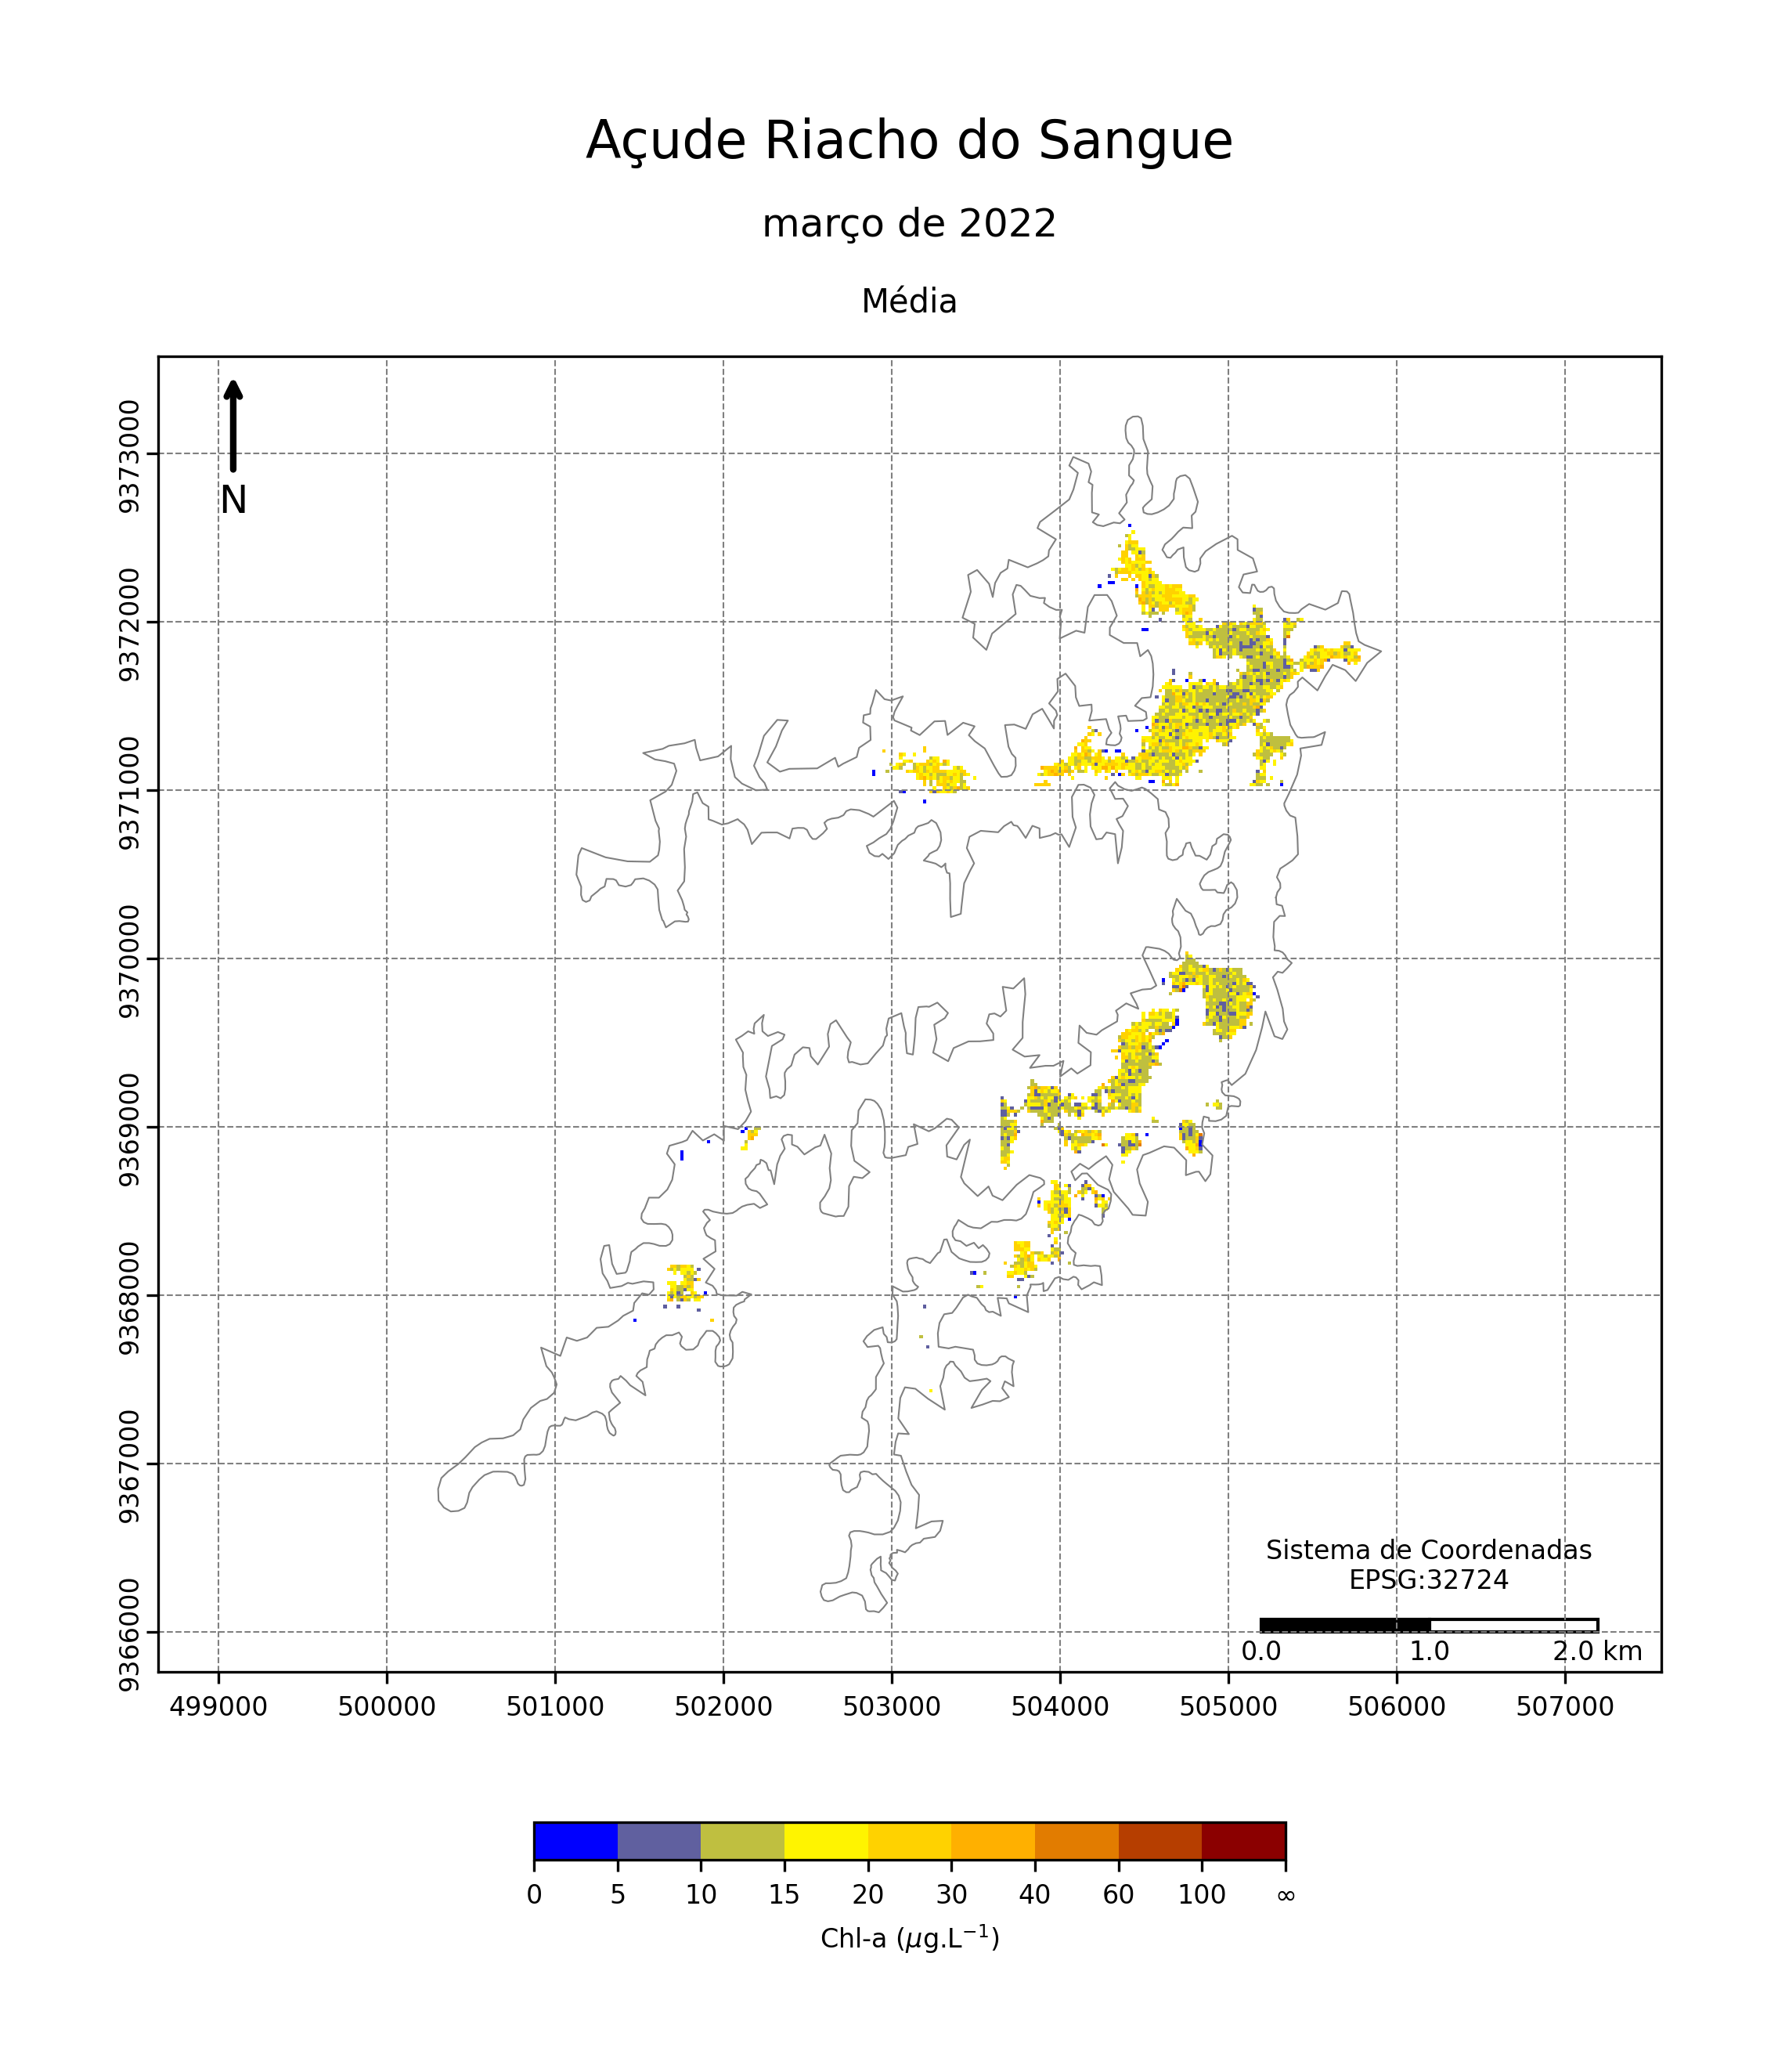 Açude Riacho do Sangue
março de 2022
Média
N
9373000
9372000
9371000
9370000
9369000
9368000
9367000
9366000
Sistema de Coordenadas
EPSG:32724
0.0 1.0 2.0 km
499000 500000 501000 502000 503000 504000 505000 506000 507000
0 5 10 15 20 30 40 60 100 ∞
Chl-a (μg.L⁻¹)